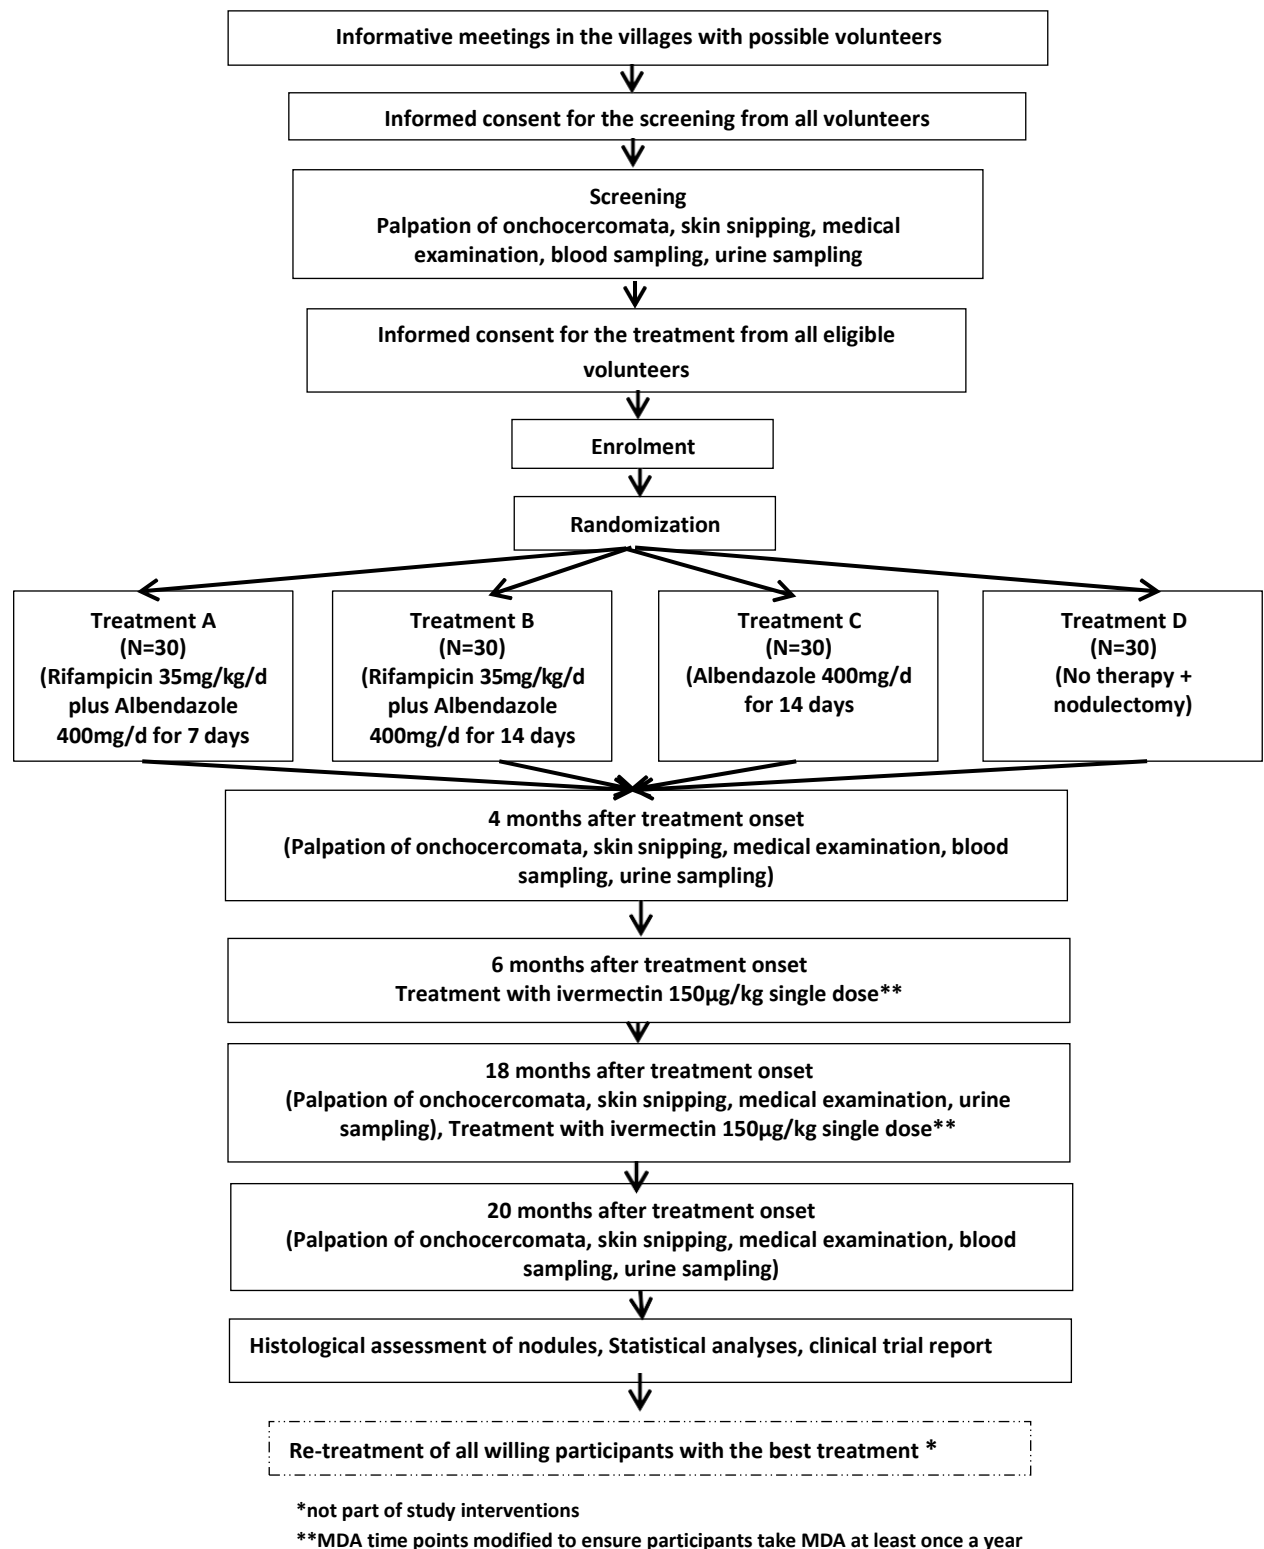 Informative meetings in the villages with possible volunteers
Informed consent for the screening from all volunteers
Screening
Palpation of onchocercomata, skin snipping, medical
examination, blood sampling, urine sampling
Informed consent for the treatment from all eligible
volunteers
Enrolment
Randomization
Treatment A
(N=30)
(Rifampicin 35mg/kg/d
plus Albendazole
400mg/d for 7 days
Treatment B
(N=30)
(Rifampicin 35mg/kg/d
plus Albendazole
400mg/d for 14 days
Treatment C
(N=30)
(Albendazole 400mg/d
for 14 days
Treatment D
(N=30)
(No therapy +
nodulectomy)
4 months after treatment onset
(Palpation of onchocercomata, skin snipping, medical examination, blood
sampling, urine sampling)
6 months after treatment onset
Treatment with ivermectin 150µg/kg single dose**
18 months after treatment onset
(Palpation of onchocercomata, skin snipping, medical examination, urine
sampling), Treatment with ivermectin 150µg/kg single dose**
20 months after treatment onset
(Palpation of onchocercomata, skin snipping, medical examination, blood
sampling, urine sampling)
Histological assessment of nodules, Statistical analyses, clinical trial report
Re-treatment of all willing participants with the best treatment *
*not part of study interventions
**MDA time points modified to ensure participants take MDA at least once a year